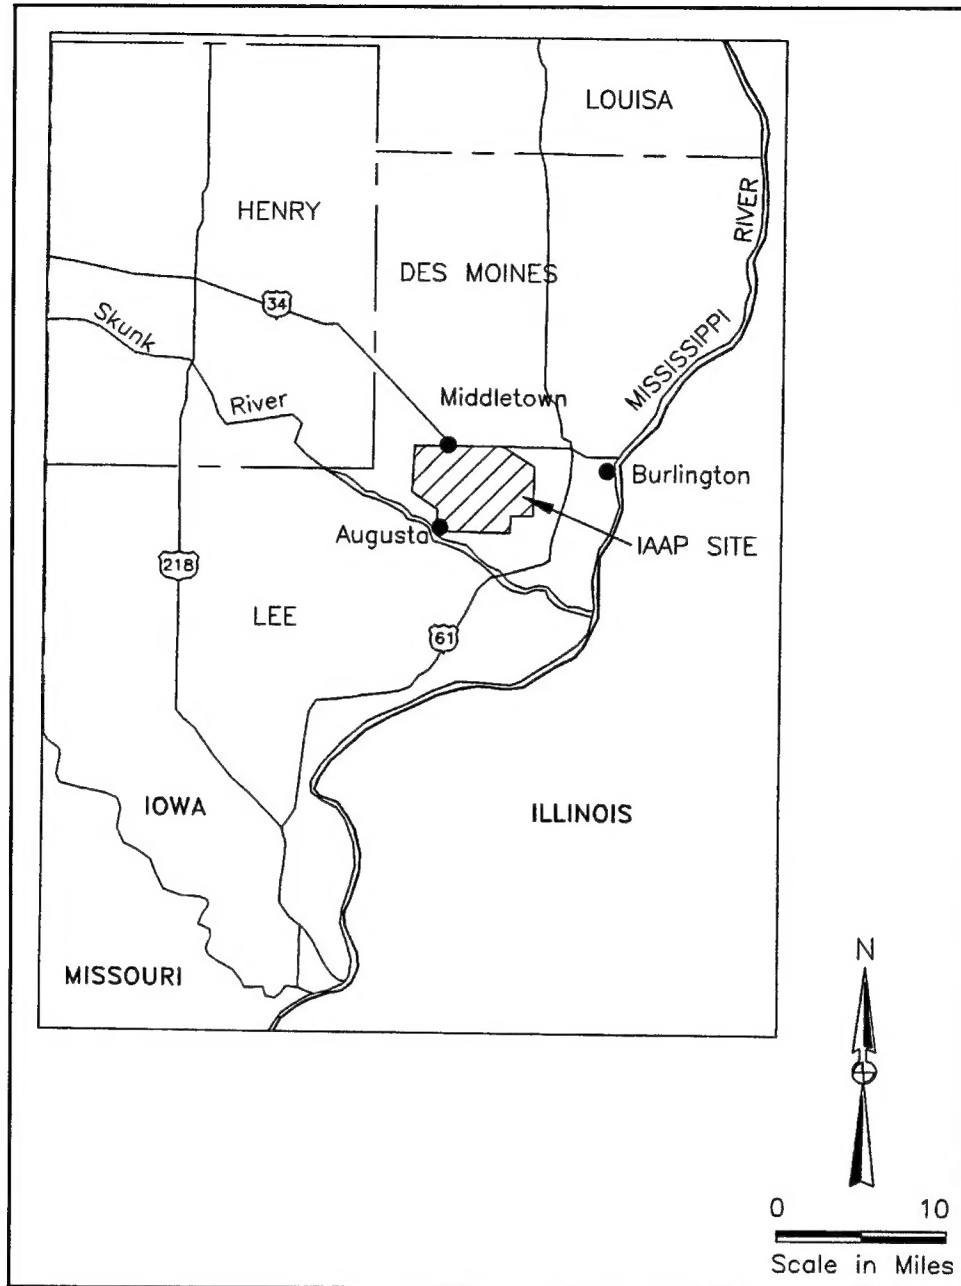 LOUISA
HENRY
RIVER
DES MOINES
34
Skunk
MISSISSIPPI
River
Middletown
Burlington
Augusta
IAAP SITE
218
LEE
61
IOWA
ILLINOIS
MISSOURI
N
0 10
Scale in Miles